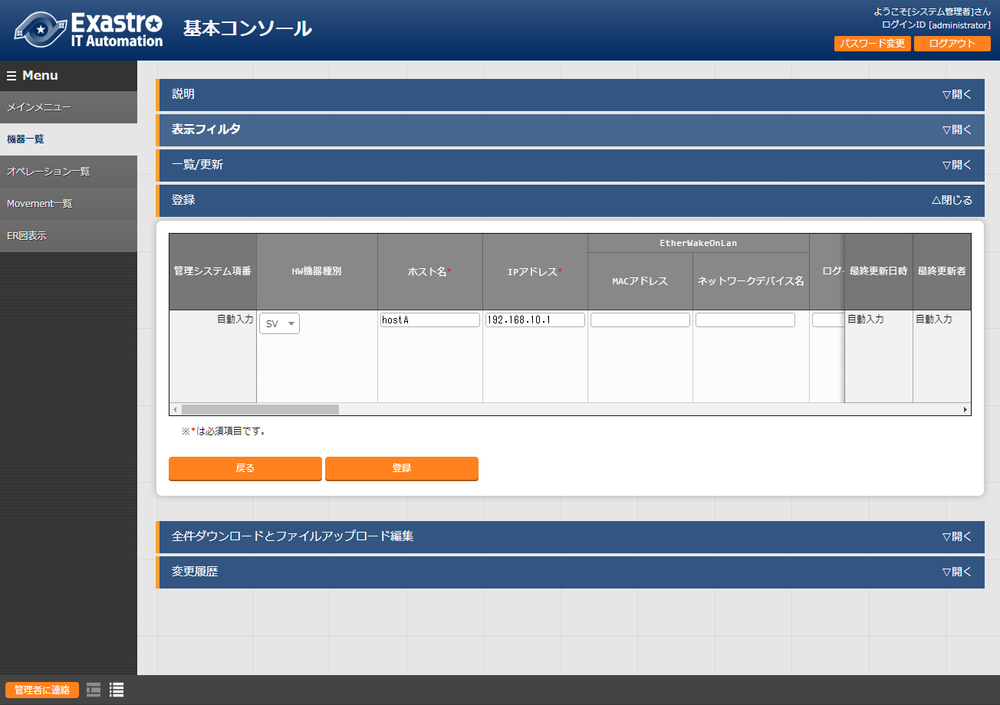 Exastro
IT Automation
基本コンソール
ようこそ[システム管理者]さん
ログインID [administrator]
パスワード変更
ログアウト
Menu
メインメニュー
機器一覧
オペレーション一覧
Movement一覧
ER図表示
説明
▽開く
表示フィルタ
▽開く
一覧/更新
▽開く
登録
△閉じる
管理システム項番
HW機器種別
ホスト名*
IPアドレス*
EtherWakeOnLan
MACアドレス
ネットワークデバイス名
ログイ
最終更新日時
最終更新者
自動入力
SV
hostA
192.168.10.1
自動入力
自動入力
※*は必須項目です。
戻る
登録
全件ダウンロードとファイルアップロード編集
▽開く
変更履歴
▽開く
管理者に連絡